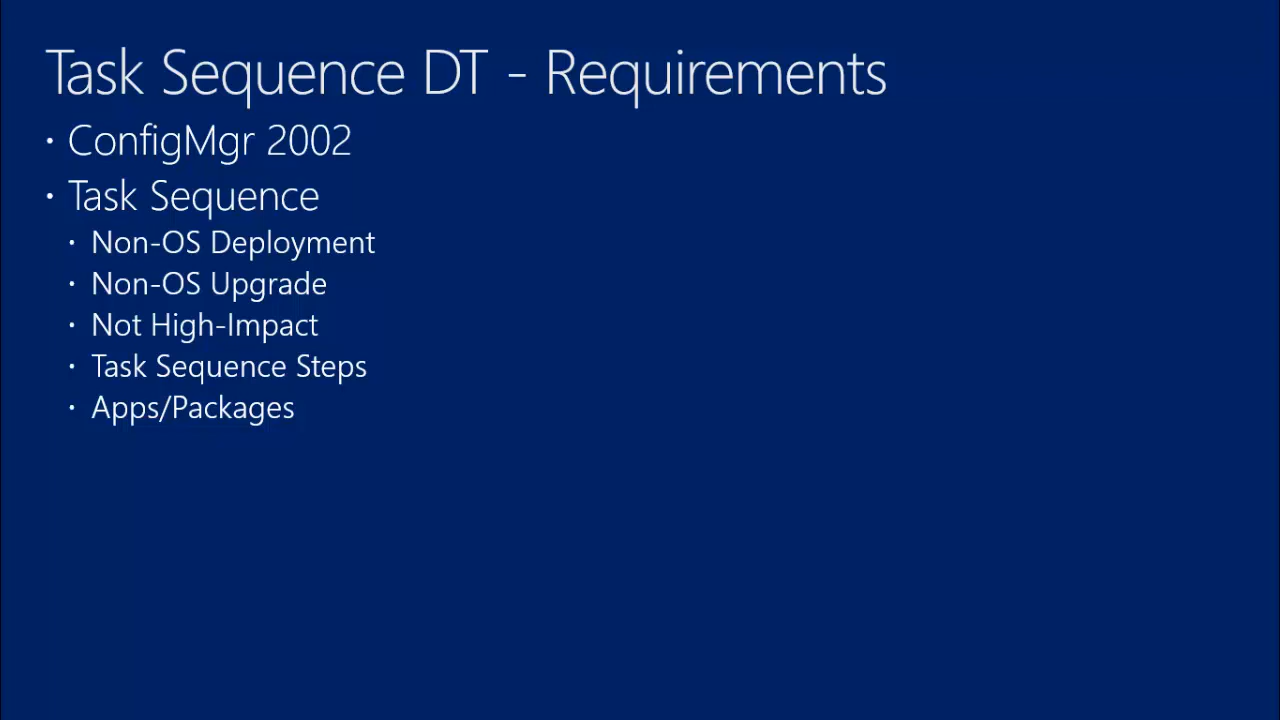 Task Sequence DT - Requirements
• ConfigMgr 2002
• Task Sequence
• Non-OS Deployment
• Non-OS Upgrade
• Not High-Impact
• Task Sequence Steps
• Apps/Packages